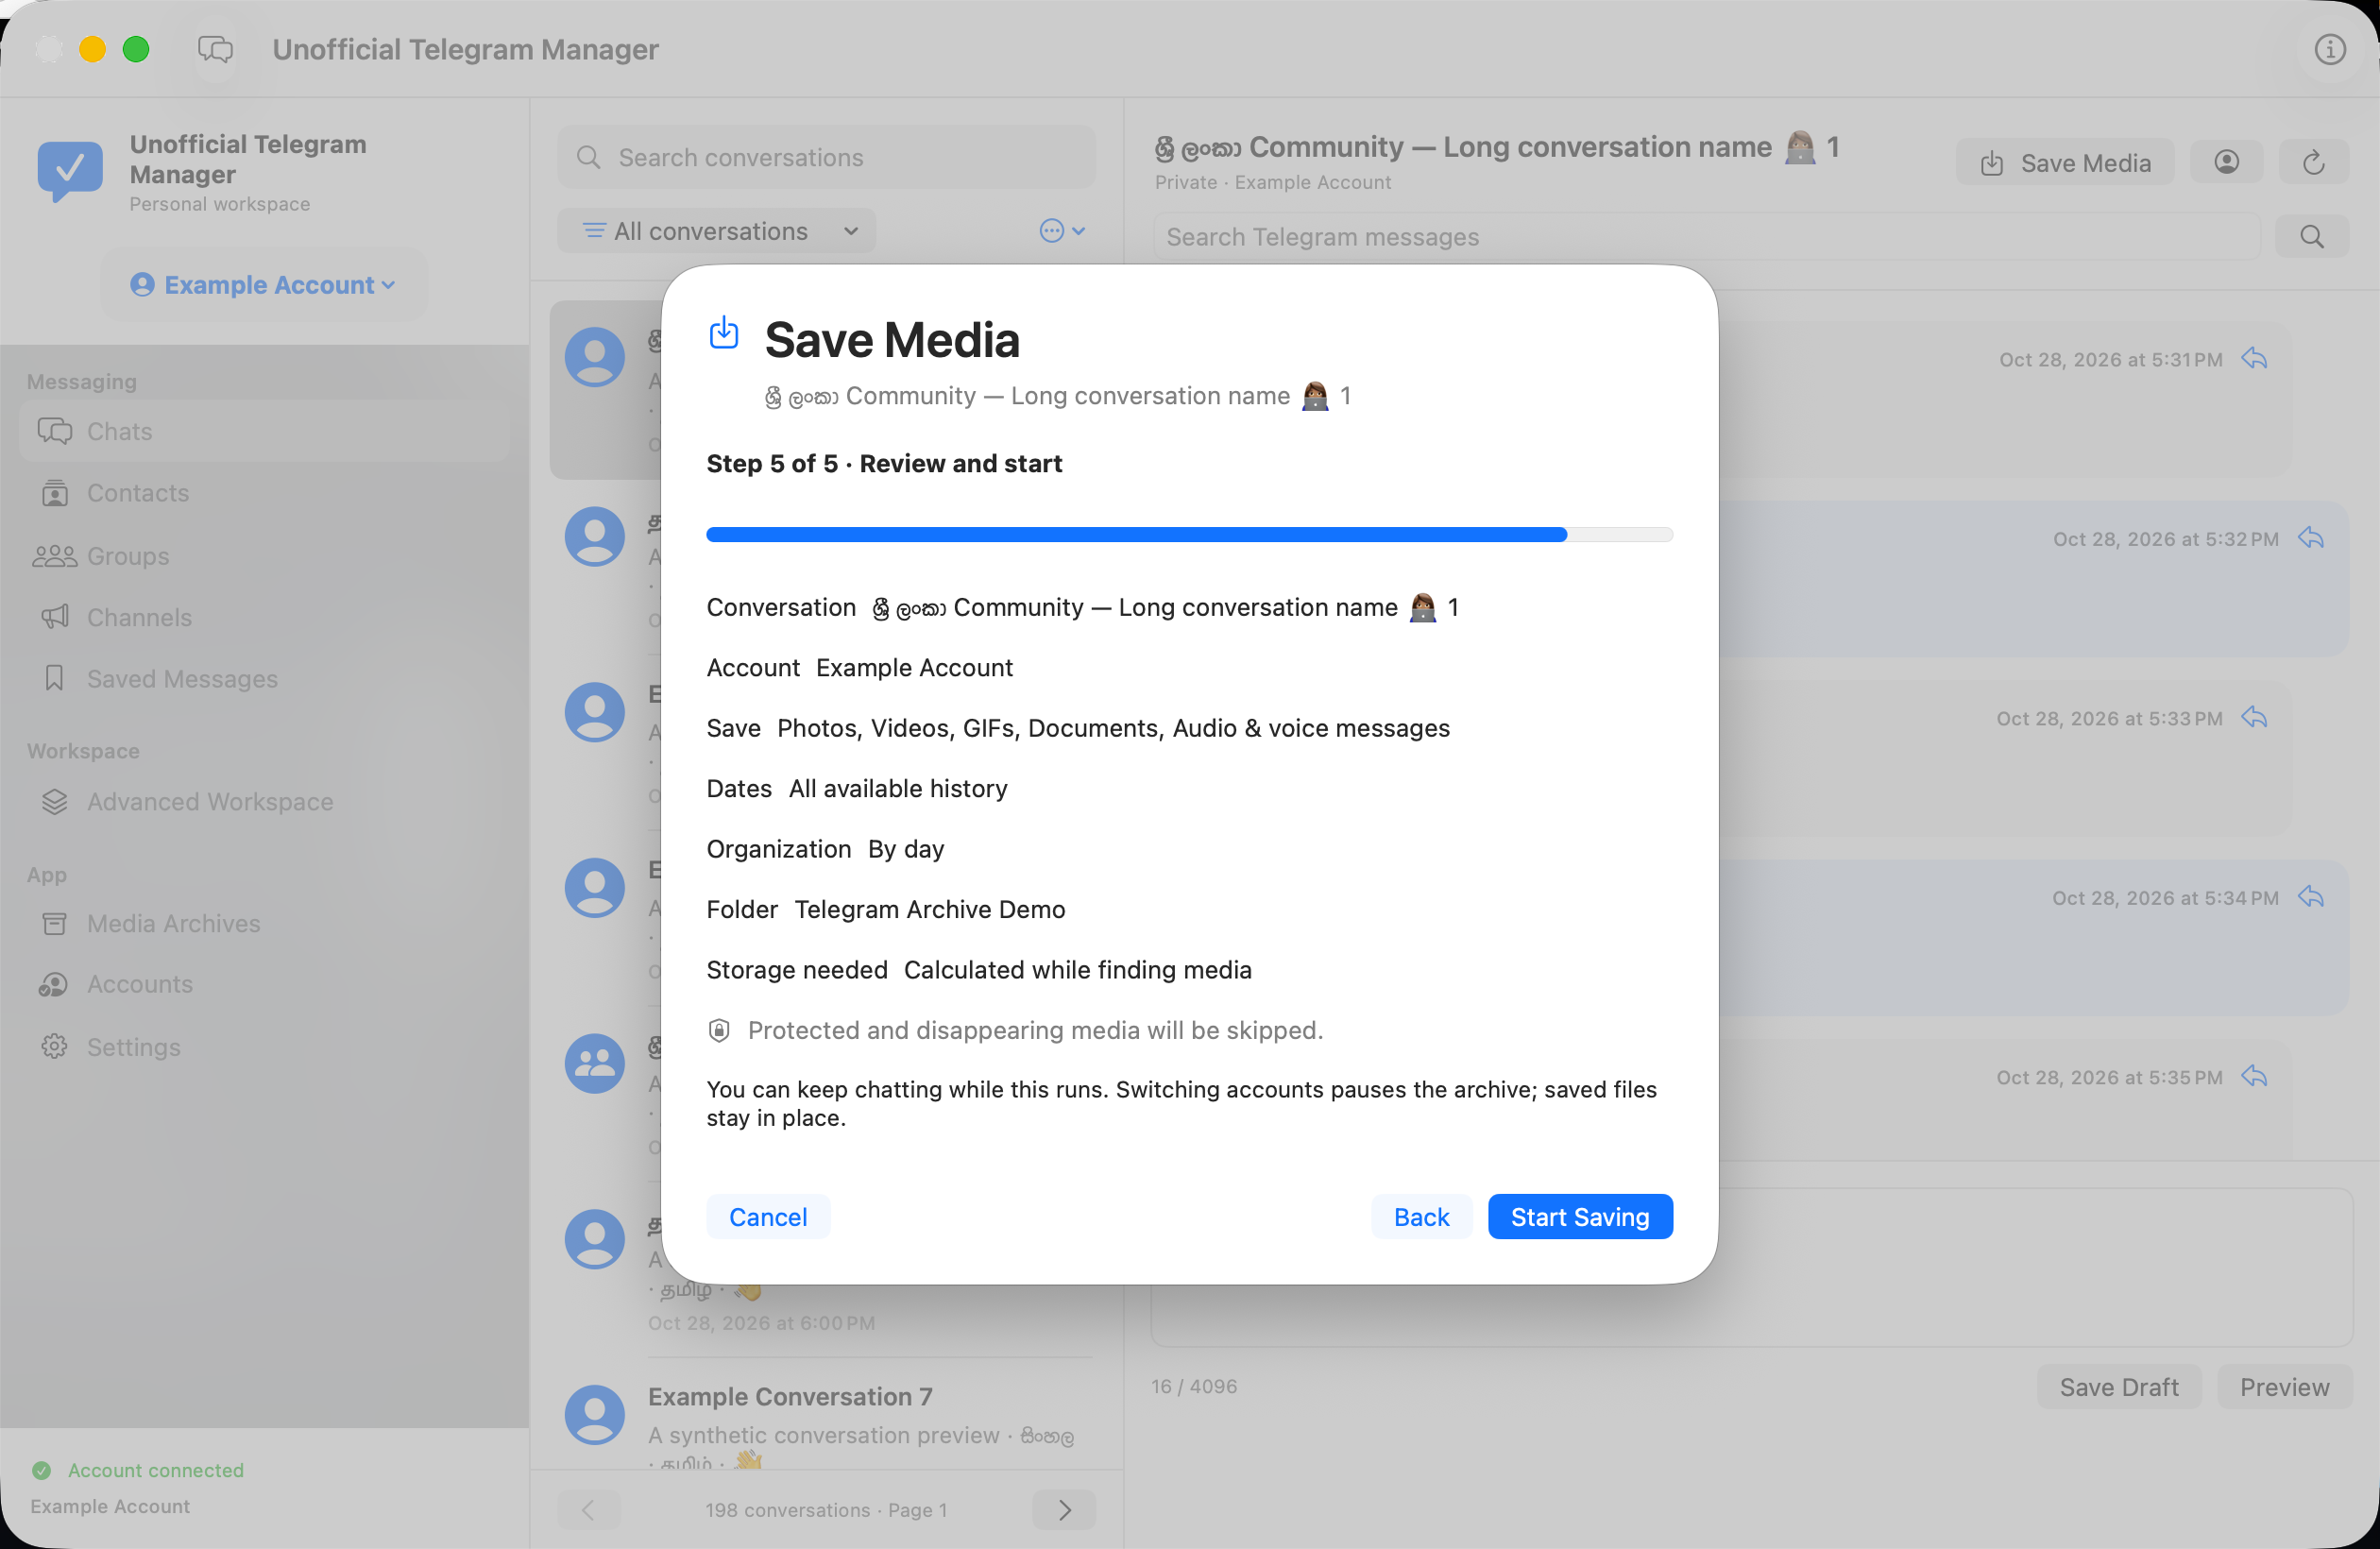 Unofficial Telegram Manager
Unofficial Telegram
Manager
Personal workspace
Example Account
Messaging
Chats
Contacts
Groups
Channels
Saved Messages
Workspace
Advanced Workspace
App
Media Archives
Accounts
Settings
Account connected
Example Account
Search conversations
All conversations
· தமிழ் · 👋
Oct 28, 2026 at 6:00 PM
Example Conversation 7
A synthetic conversation preview · සිංහල
· தமிழ் · 👋
198 conversations · Page 1
ශ්‍රී ලංකා Community — Long conversation name 👩🏽‍💻 1
Private · Example Account
Save Media
Search Telegram messages
Oct 28, 2026 at 5:31 PM
Oct 28, 2026 at 5:32 PM
Oct 28, 2026 at 5:33 PM
Oct 28, 2026 at 5:34 PM
Oct 28, 2026 at 5:35 PM
16 / 4096
Save Draft
Preview
Save Media
ශ්‍රී ලංකා Community — Long conversation name 👩🏽‍💻 1
Step 5 of 5 · Review and start
Conversation ශ්‍රී ලංකා Community — Long conversation name 👩🏽‍💻 1
Account Example Account
Save Photos, Videos, GIFs, Documents, Audio & voice messages
Dates All available history
Organization By day
Folder Telegram Archive Demo
Storage needed Calculated while finding media
Protected and disappearing media will be skipped.
You can keep chatting while this runs. Switching accounts pauses the archive; saved files
stay in place.
Cancel
Back
Start Saving